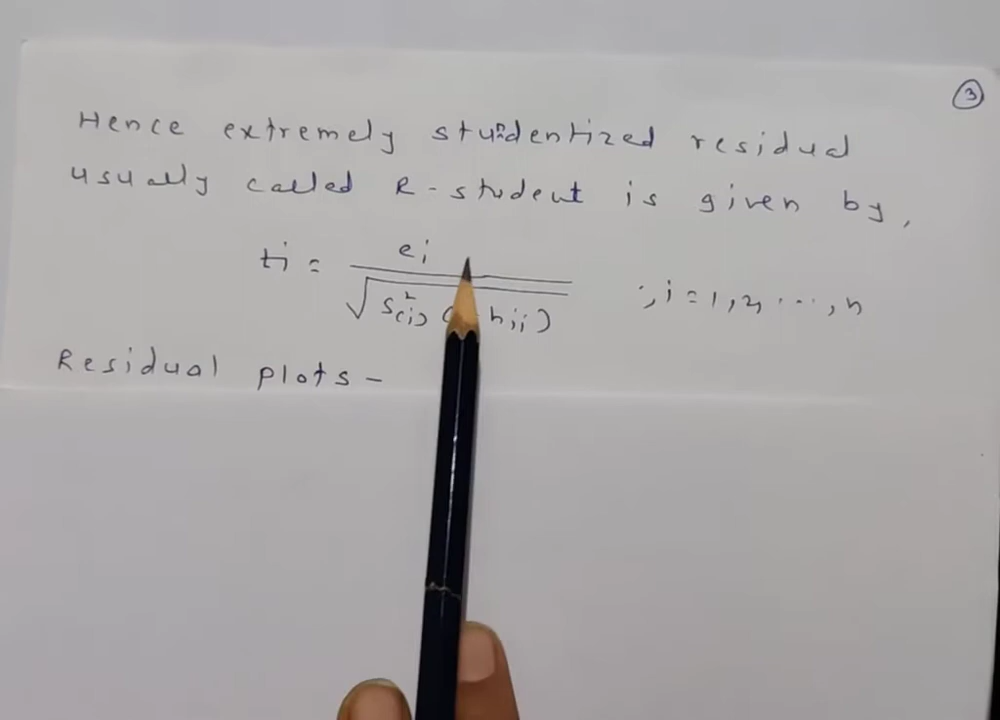 3
Hence extremely studentized residual
usually called R-student is given by,
ti = ei / √s²(i) ( hii) ; i = 1, 2, ..., n
Residual plots -